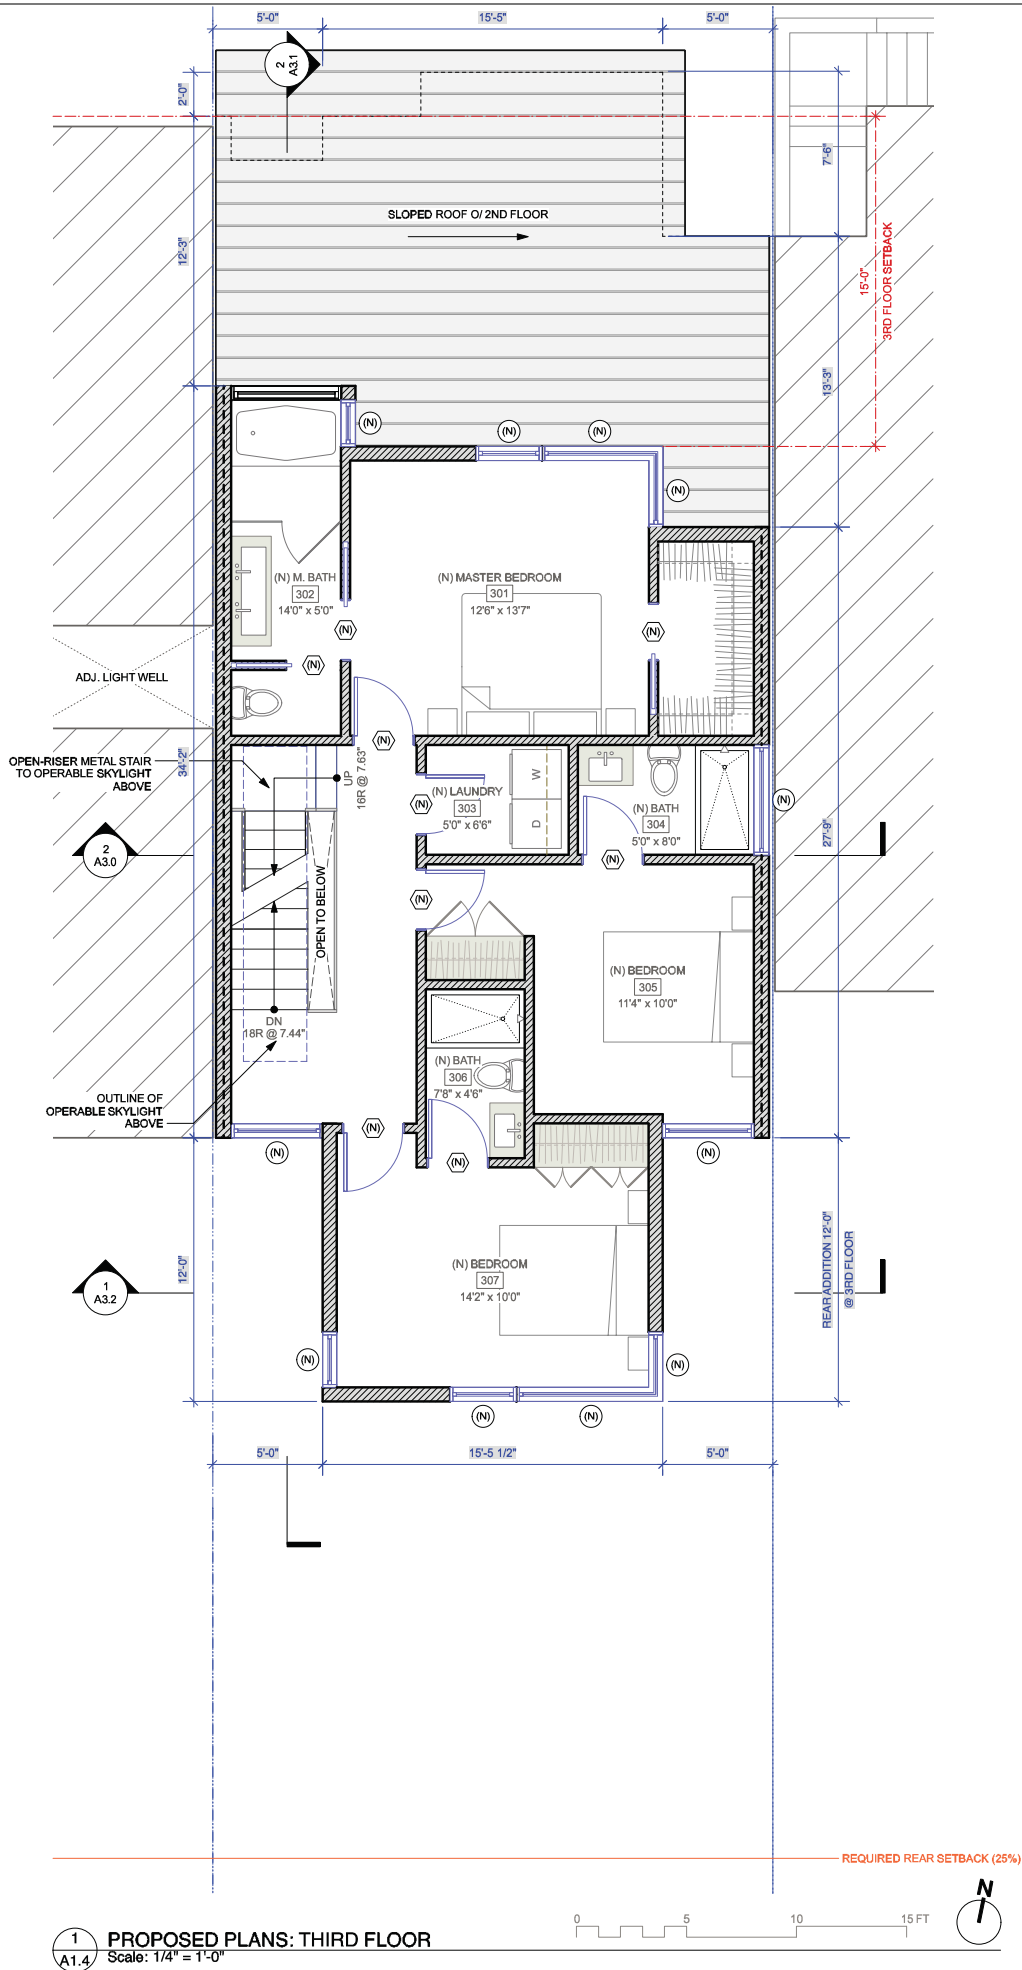 5'-0"
15'-5"
5'-0"
2
A3.1
2'-0"
7'-6"
SLOPED ROOF O/ 2ND FLOOR
12'-3"
15'-0"
3RD FLOOR SETBACK
13'-3"
(N)
(N)
(N)
(N)
(N) M. BATH
302
14'0" x 5'0"
(N) MASTER BEDROOM
301
12'6" x 13'7"
(N)
(N)
(N)
ADJ. LIGHT WELL
(N)
OPEN-RISER METAL STAIR
TO OPERABLE SKYLIGHT
ABOVE
34'-2"
UP
16R @ 7.63"
(N) LAUNDRY
303
5'0" x 6'6"
W
D
(N)
(N) BATH
304
5'0" x 8'0"
(N)
(N)
27'-9"
2
A3.0
(N)
OPEN TO BELOW
(N) BEDROOM
305
11'4" x 10'0"
DN
18R @ 7.44"
(N) BATH
306
7'8" x 4'6"
OUTLINE OF
OPERABLE SKYLIGHT
ABOVE
(N)
(N)
(N)
(N)
12'-0"
1
A3.2
(N) BEDROOM
307
14'2" x 10'0"
REAR ADDITION 12'-0"
@ 3RD FLOOR
(N)
(N)
(N)
(N)
5'-0"
15'-5 1/2"
5'-0"
REQUIRED REAR SETBACK (25%)
N
0
5
10
15 FT
1
A1.4
PROPOSED PLANS: THIRD FLOOR
Scale: 1/4" = 1'-0"